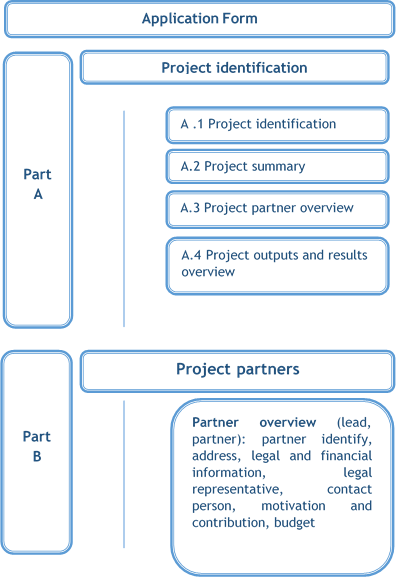 Application Form
Project identification
Part
A
A .1 Project identification
A.2 Project summary
A.3 Project partner overview
A.4 Project outputs and results
overview
Project partners
Part
B
Partner overview (lead,
partner): partner identify,
address, legal and financial
information, legal
representative, contact
person, motivation and
contribution, budget